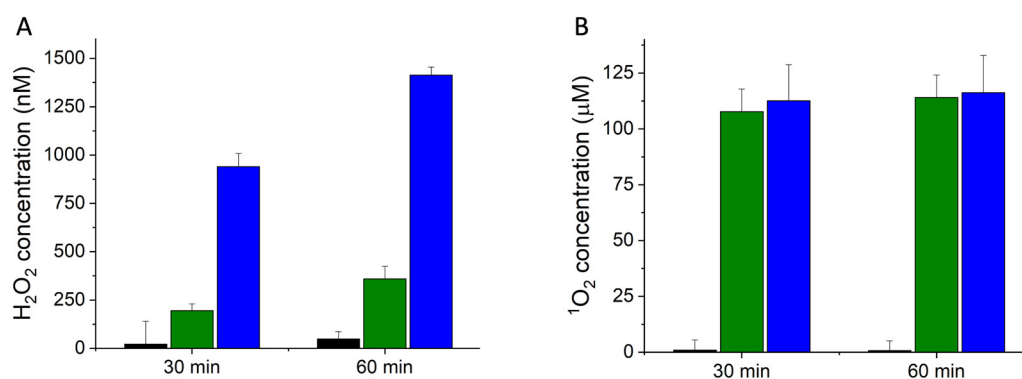 A
H₂O₂ concentration (nM)
1500
1250
1000
750
500
250
0
30 min
60 min
B
¹O₂ concentration (μM)
125
100
75
50
25
0
30 min
60 min